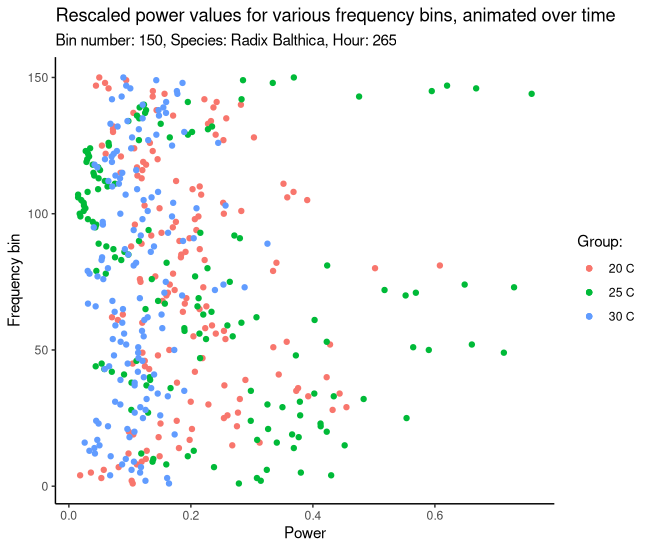 Rescaled power values for various frequency bins, animated over time
Bin number: 150, Species: Radix Balthica, Hour: 265
150
100
50
0
Frequency bin
0.0
0.2
0.4
0.6
Power
Group:
20 C
25 C
30 C